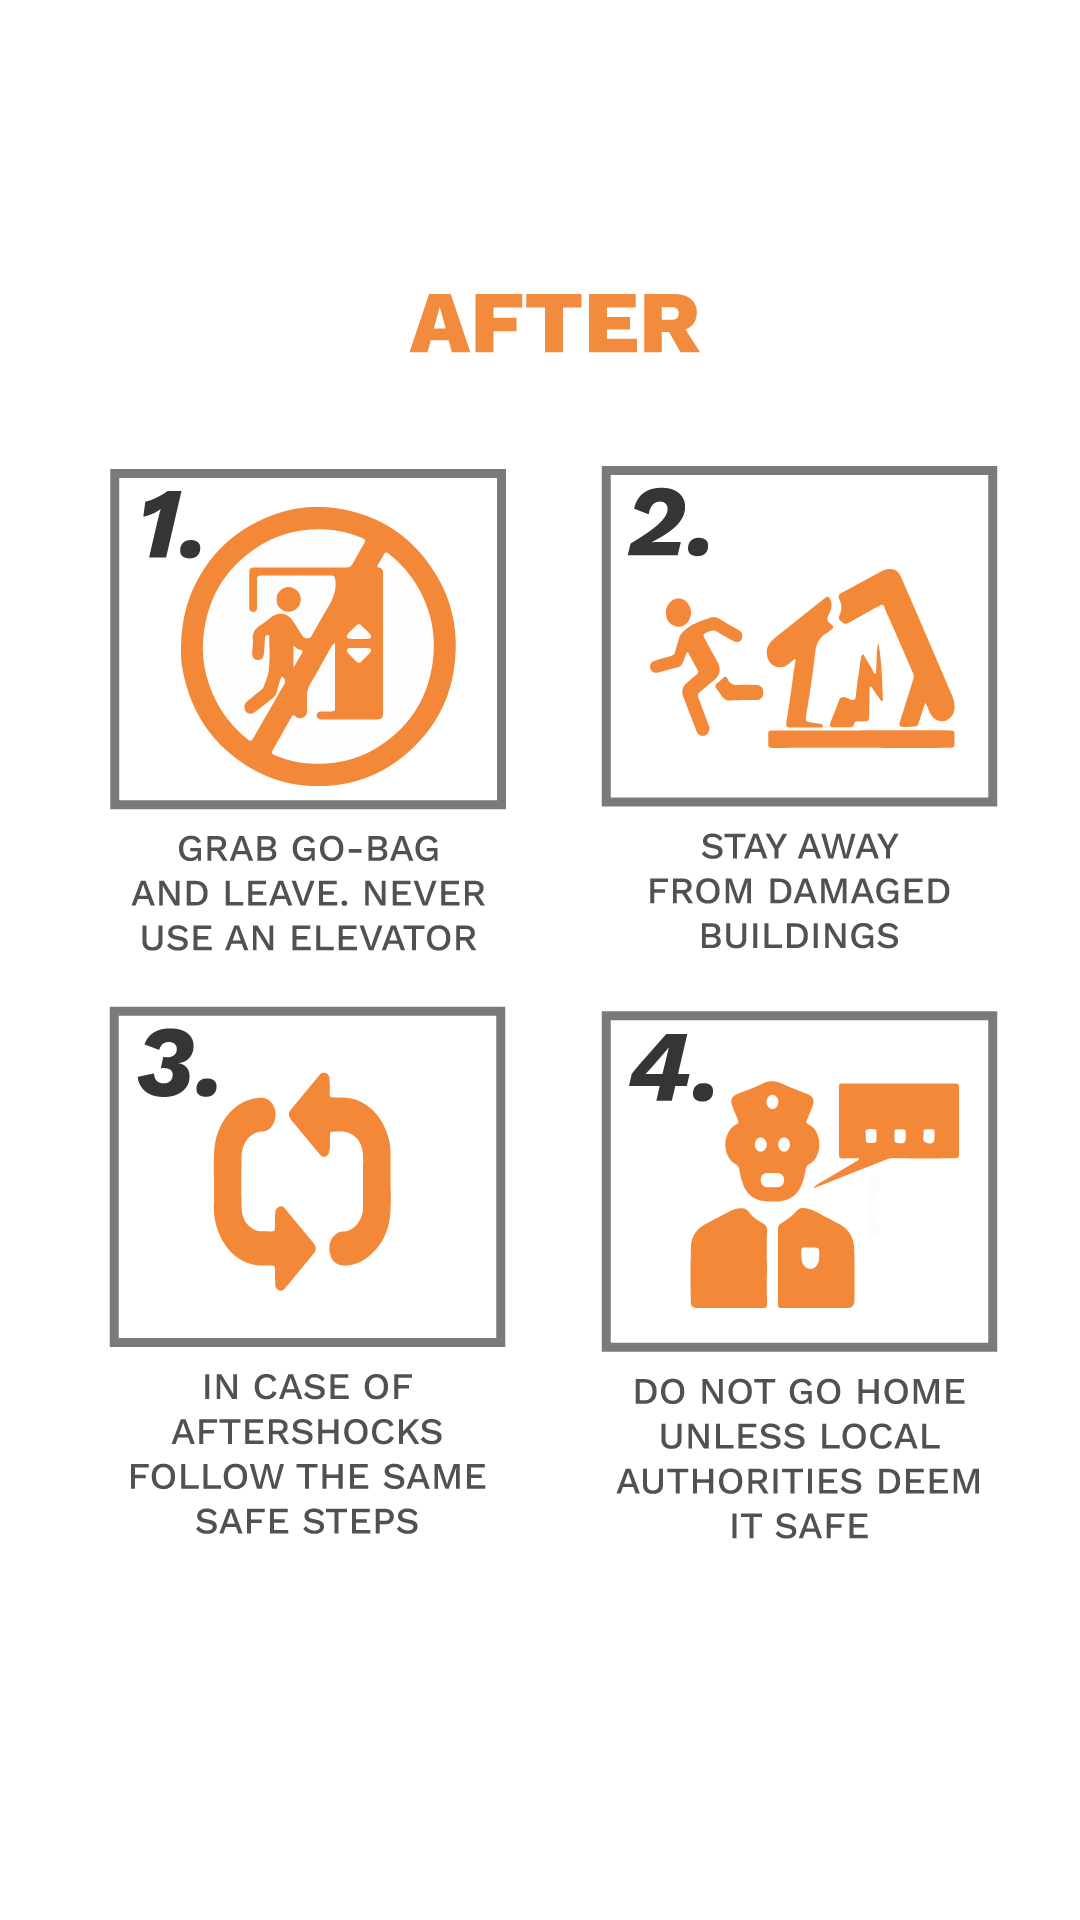 AFTER
1.
GRAB GO-BAG
AND LEAVE. NEVER
USE AN ELEVATOR
2.
STAY AWAY
FROM DAMAGED
BUILDINGS
3.
IN CASE OF
AFTERSHOCKS
FOLLOW THE SAME
SAFE STEPS
4.
DO NOT GO HOME
UNLESS LOCAL
AUTHORITIES DEEM
IT SAFE